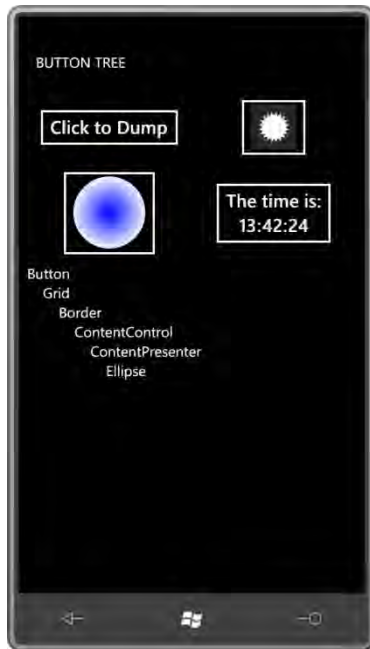 BUTTON TREE
Click to Dump
The time is:
13:42:24
Button
Grid
Border
ContentControl
ContentPresenter
Ellipse